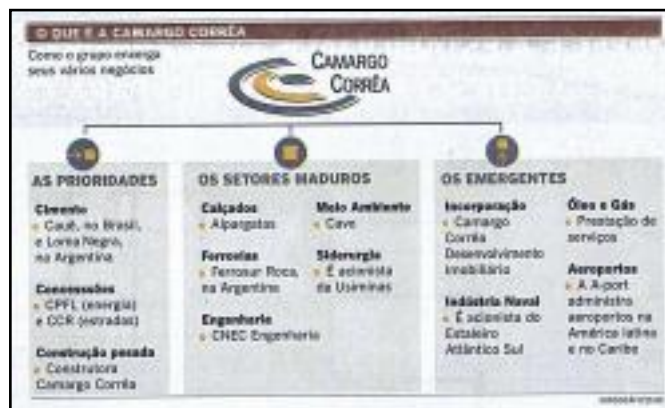 O QUE É A CAMARGO CORRÊA
Como o grupo enxerga
seus vários negócios
CAMARGO
CORRÊA
AS PRIORIDADES
Cimento
Cauê, no Brasil,
e Loma Negra,
na Argentina
Concessões
CPFL (energia)
e CCR (estradas)
Construção pesada
Construtora
Camargo Corrêa
OS SETORES MADUROS
Calçados
Alpargatas
Ferrovias
Ferrosur Roca,
na Argentina
Engenharia
CNEC Engenharia
Meio Ambiente
Cavo
Siderurgia
É acionista
da Usiminas
OS EMERGENTES
Incorporação
Camargo
Corrêa
Desenvolvimento
Imobiliário
Indústria Naval
É acionista do
Estaleiro
Atlântico Sul
Óleo e Gás
Prestação de
serviços
Aeroportos
A A-port
administra
aeroportos na
América latina
e no Caribe